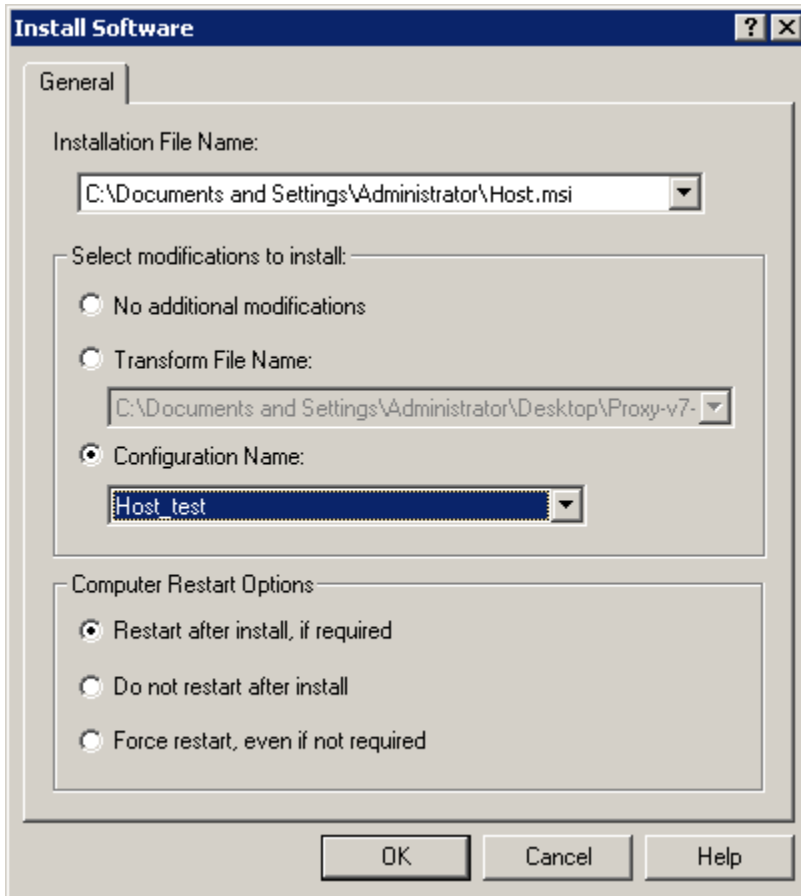 Install Software
General
Installation File Name:
C:\Documents and Settings\Administrator\Host.msi
Select modifications to install:
No additional modifications
Transform File Name:
C:\Documents and Settings\Administrator\Desktop\Proxy-v7-
Configuration Name:
Host_test
Computer Restart Options
Restart after install, if required
Do not restart after install
Force restart, even if not required
OK Cancel Help